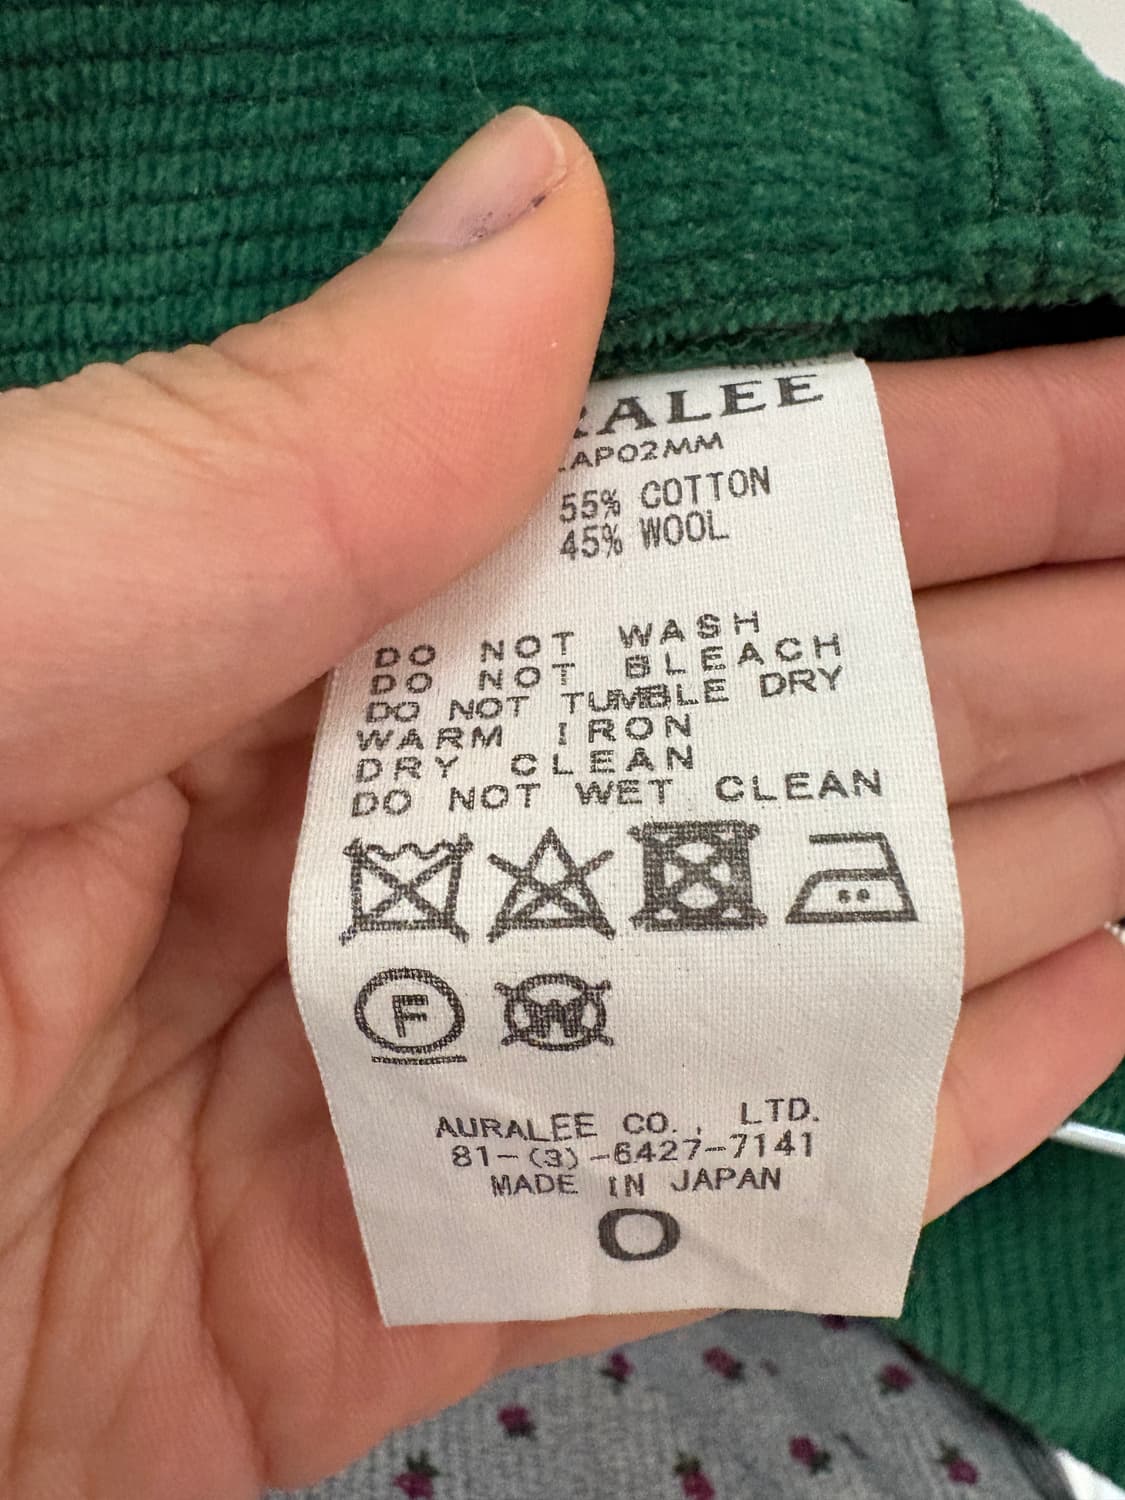 RALEE
AP02MM
55% COTTON
45% WOOL
DO NOT WASH
DO NOT BLEACH
DO NOT TUMBLE DRY
WARM IRON
DRY CLEAN
DO NOT WET CLEAN
F
W
AURALEE CO., LTD.
81-(3)-6427-7141
MADE IN JAPAN
O